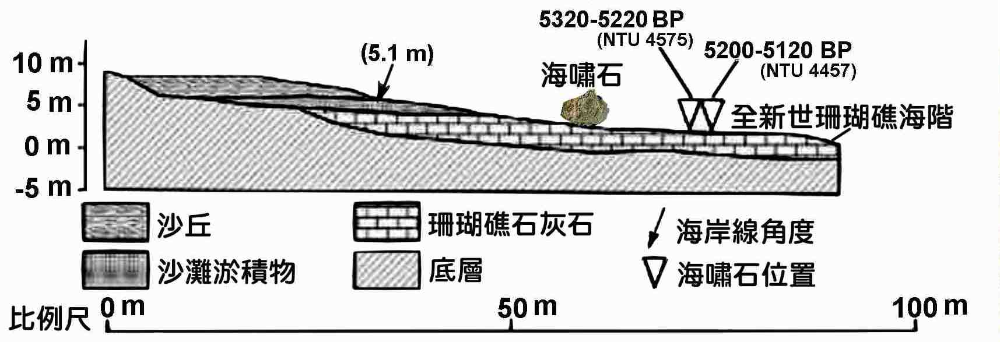 5320-5220 BP
(NTU 4575)
5200-5120 BP
(NTU 4457)
(5.1 m)
海嘯石
10 m
5 m
0 m
-5 m
全新世珊瑚礁海階
沙丘
珊瑚礁石灰石
海岸線角度
沙灘淤積物
底層
海嘯石位置
比例尺
0 m
50 m
100 m